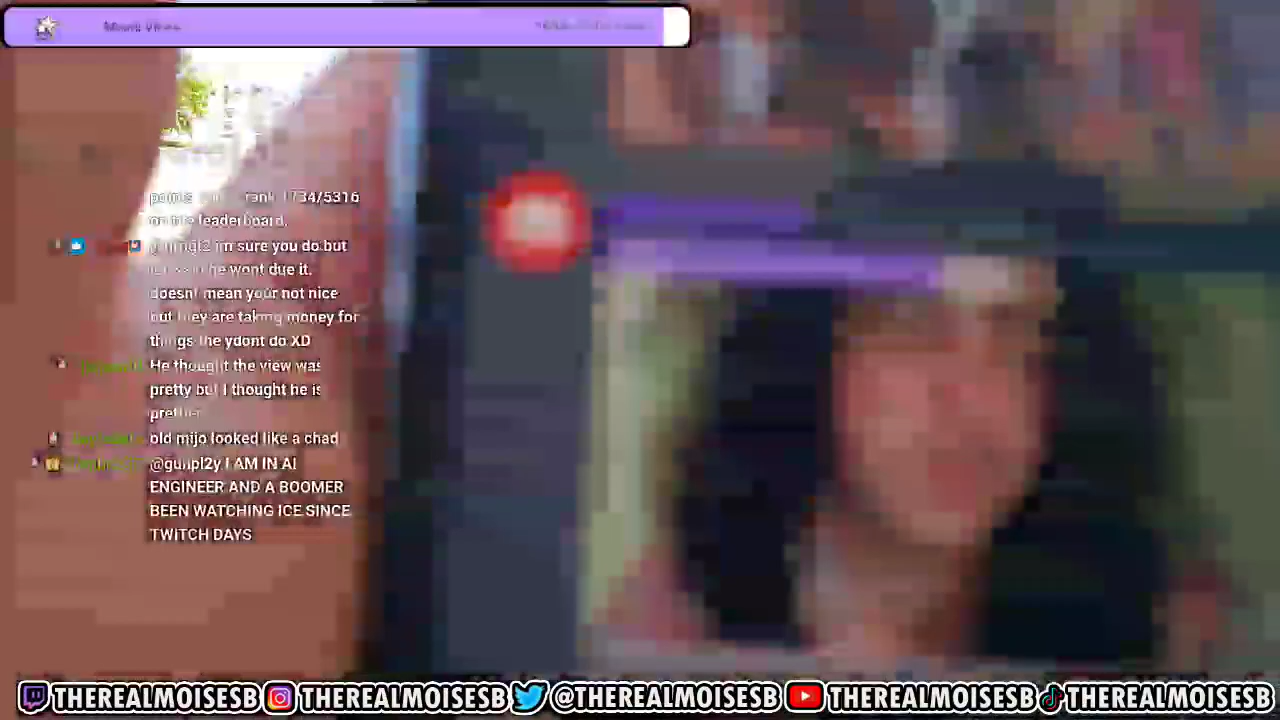 points rank 1734/5316
on the leaderboard.
im sure you do but
he wont due it.
doesnt mean your not nice
but they are taking money for
things the ydont do XD
He thought the view was
pretty but I thought he is
old mijo looked like a chad
@gunpl2y I AM IN AI
ENGINEER AND A BOOMER
BEEN WATCHING ICE SINCE
TWITCH DAYS
THEREALMOISESB THEREALMOISESB @THEREALMOISESB THEREALMOISESB THEREALMOISESB